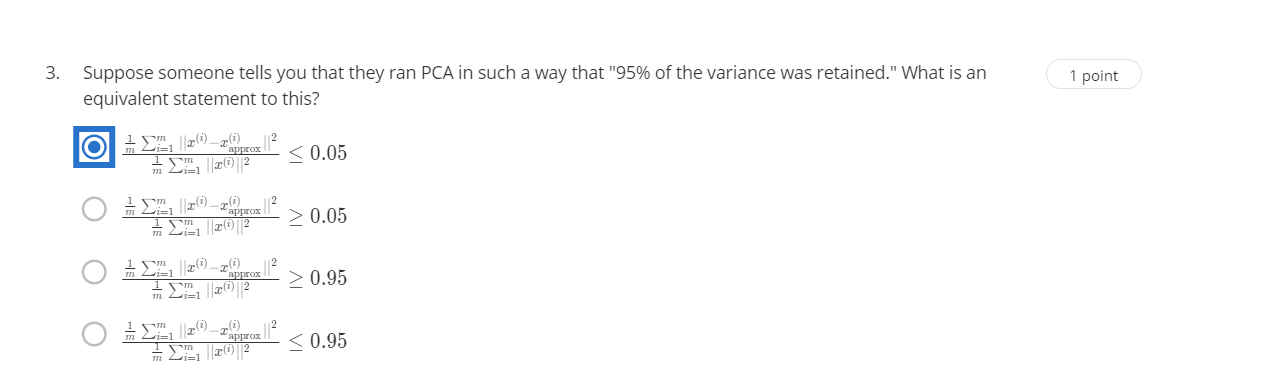 3. Suppose someone tells you that they ran PCA in such a way that "95% of the variance was retained." What is an
equivalent statement to this?
1 point
\frac{\frac{1}{m} \sum_{i=1}^{m} ||x^{(i)} - x_{\text{approx}}^{(i)}||^2}{\frac{1}{m} \sum_{i=1}^{m} ||x^{(i)}||^2} \leq 0.05
\frac{\frac{1}{m} \sum_{i=1}^{m} ||x^{(i)} - x_{\text{approx}}^{(i)}||^2}{\frac{1}{m} \sum_{i=1}^{m} ||x^{(i)}||^2} \geq 0.05
\frac{\frac{1}{m} \sum_{i=1}^{m} ||x^{(i)} - x_{\text{approx}}^{(i)}||^2}{\frac{1}{m} \sum_{i=1}^{m} ||x^{(i)}||^2} \geq 0.95
\frac{\frac{1}{m} \sum_{i=1}^{m} ||x^{(i)} - x_{\text{approx}}^{(i)}||^2}{\frac{1}{m} \sum_{i=1}^{m} ||x^{(i)}||^2} \leq 0.95